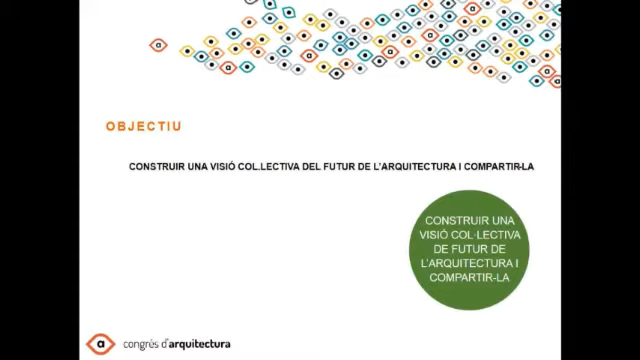 OBJECTIU
CONSTRUIR UNA VISIÓ COL.LECTIVA DEL FUTUR DE L'ARQUITECTURA I COMPARTIR-LA
CONSTRUIR UNA
VISIÓ COL·LECTIVA
DE FUTUR DE
L'ARQUITECTURA I
COMPARTIR-LA
a congrés d'arquitectura